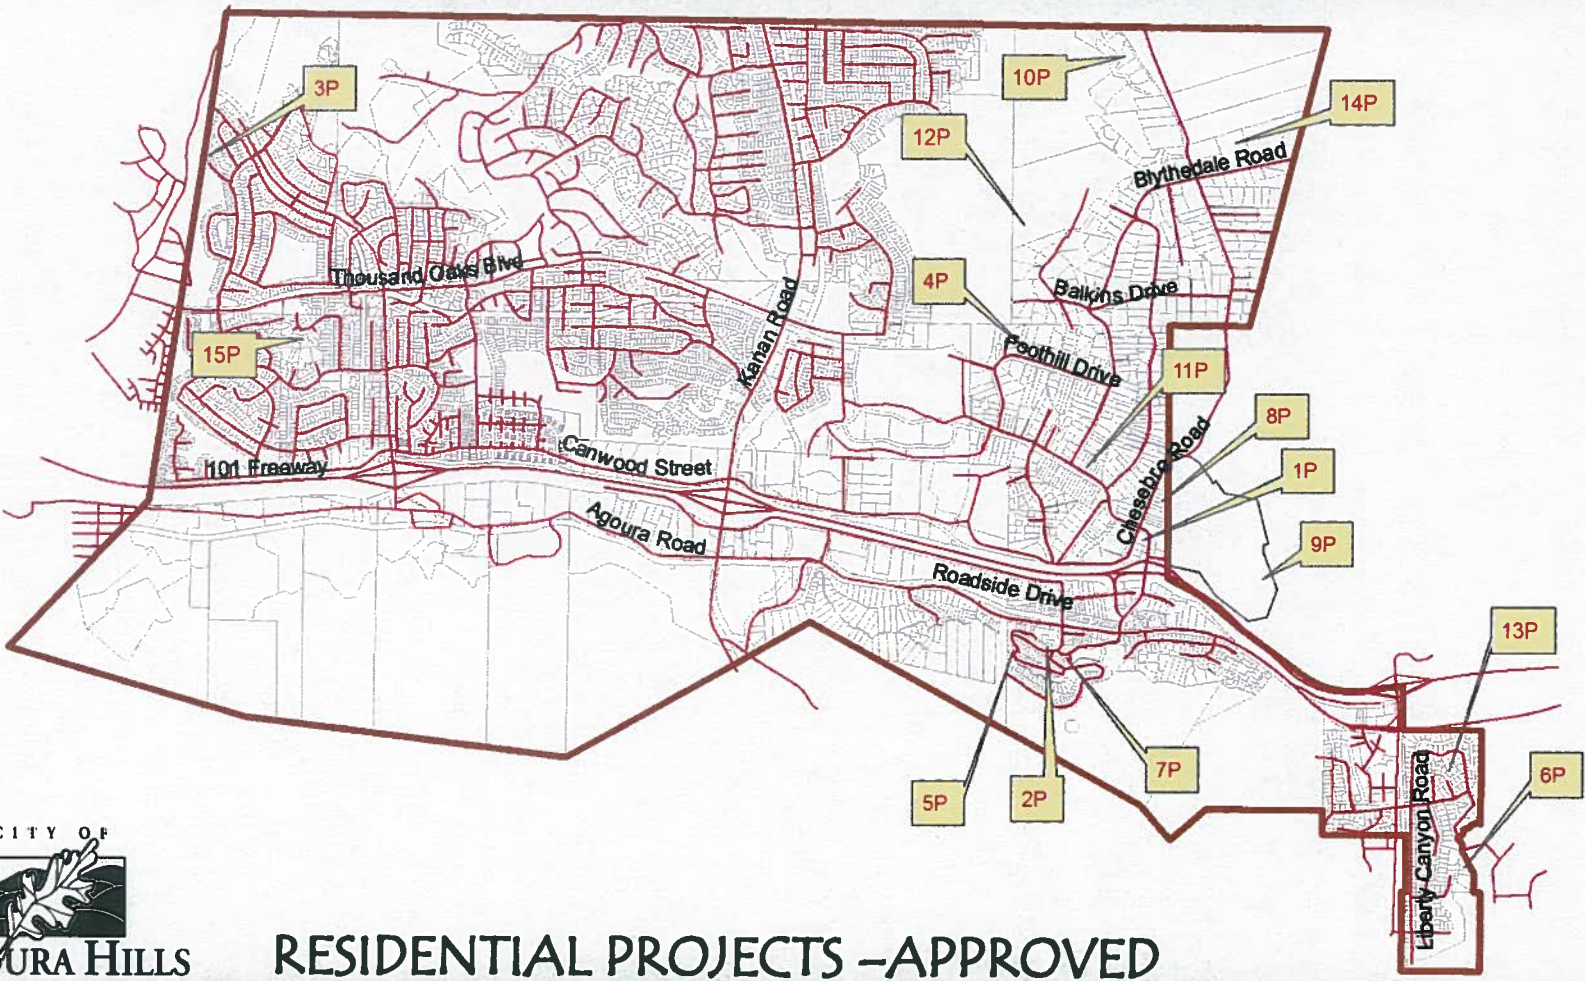 3P
10P
14P
12P
Blythedale Road
Thousand Oaks Blvd
4P
Balkins Drive
Kanan Road
15P
Foothill Drive
11P
8P
Chesebro Road
Canwood Street
101 Freeway
1P
Agoura Road
9P
Roadside Drive
13P
7P
6P
5P
2P
Liberty Canyon Road
CITY OF
URA HILLS
RESIDENTIAL PROJECTS –APPROVED